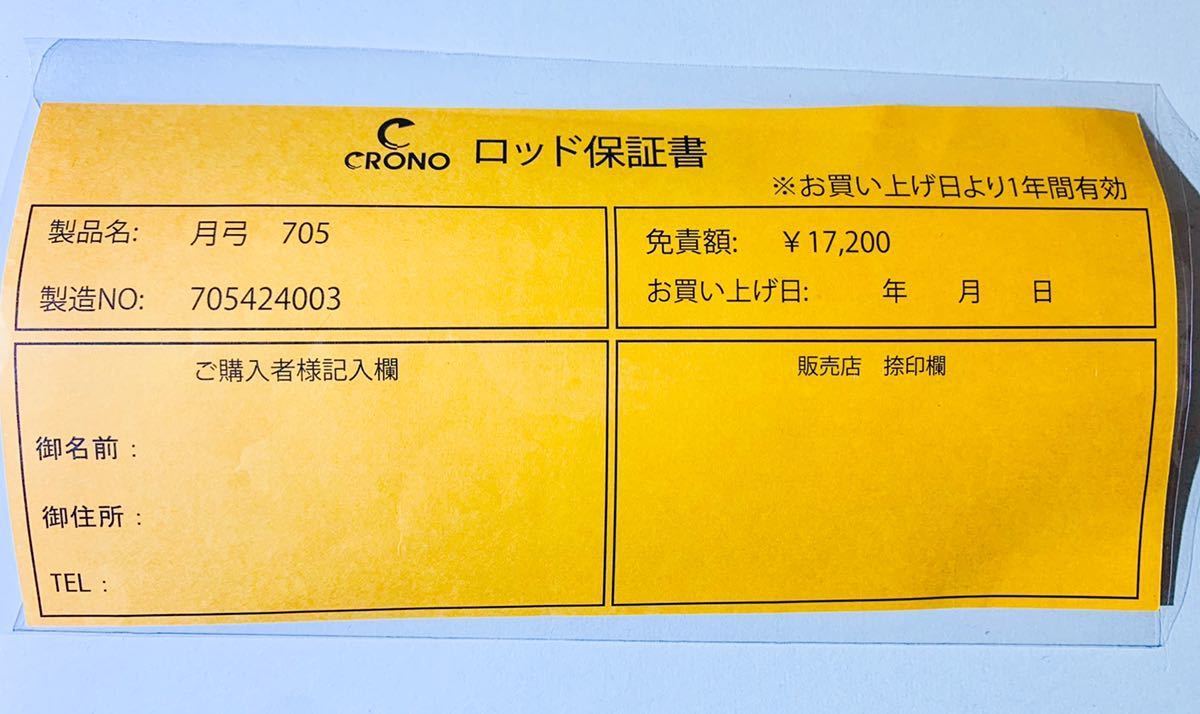 CRONO ロッド保証書
※お買い上げ日より1年間有効
製品名: 月弓 705
製造NO: 705424003
免責額: ￥17,200
お買い上げ日: 年 月 日
ご購入者様記入欄
御名前：
御住所：
TEL：
販売店 捺印欄